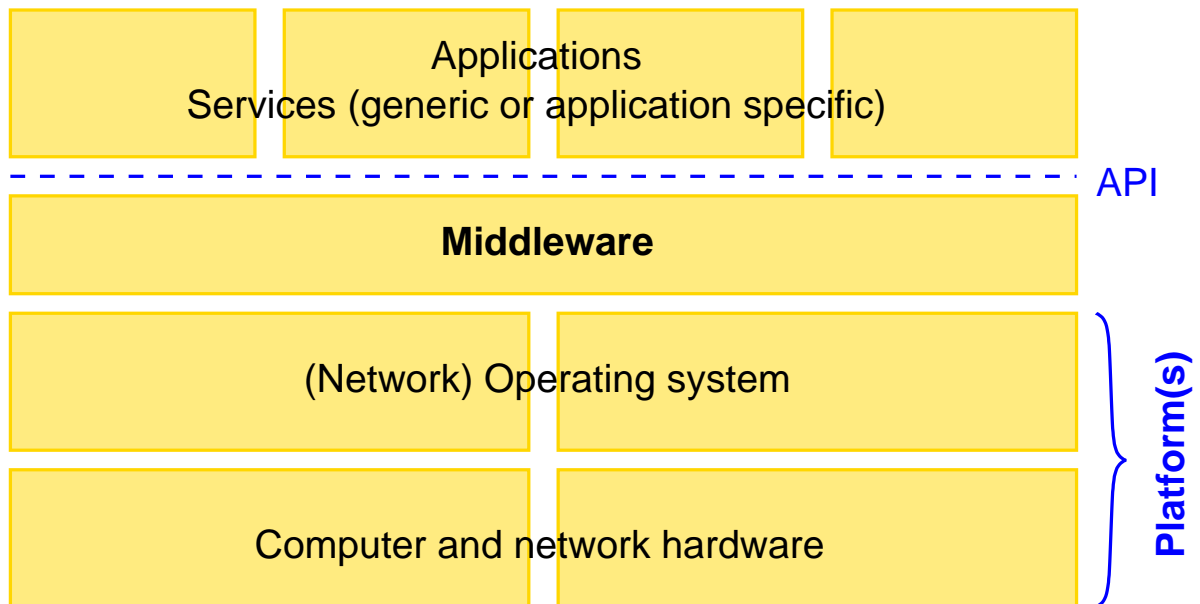 Applications
Services (generic or application specific)
API
Middleware
(Network) Operating system
Platform(s)
Computer and network hardware